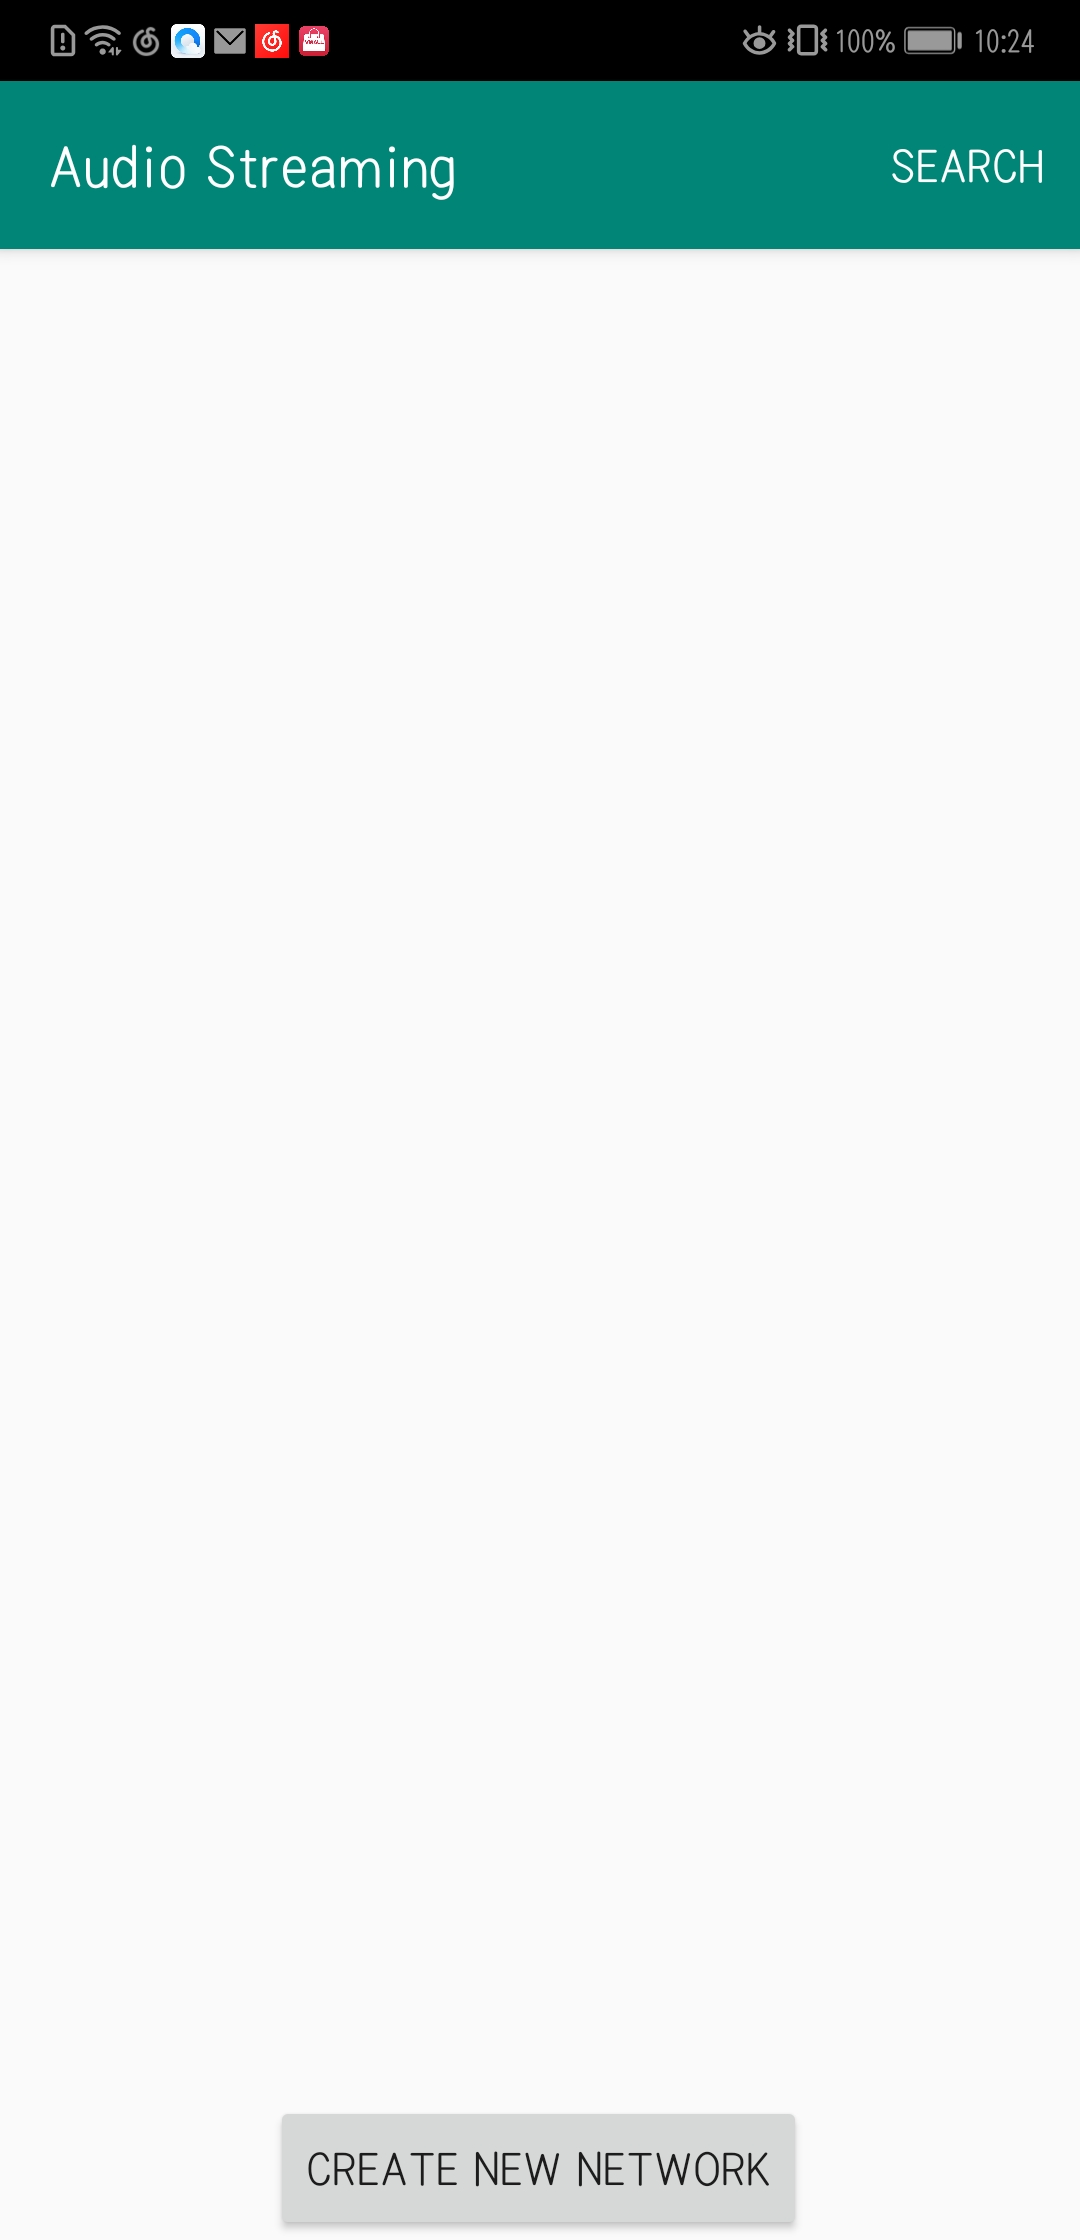 100% 10:24
Audio Streaming SEARCH
CREATE NEW NETWORK